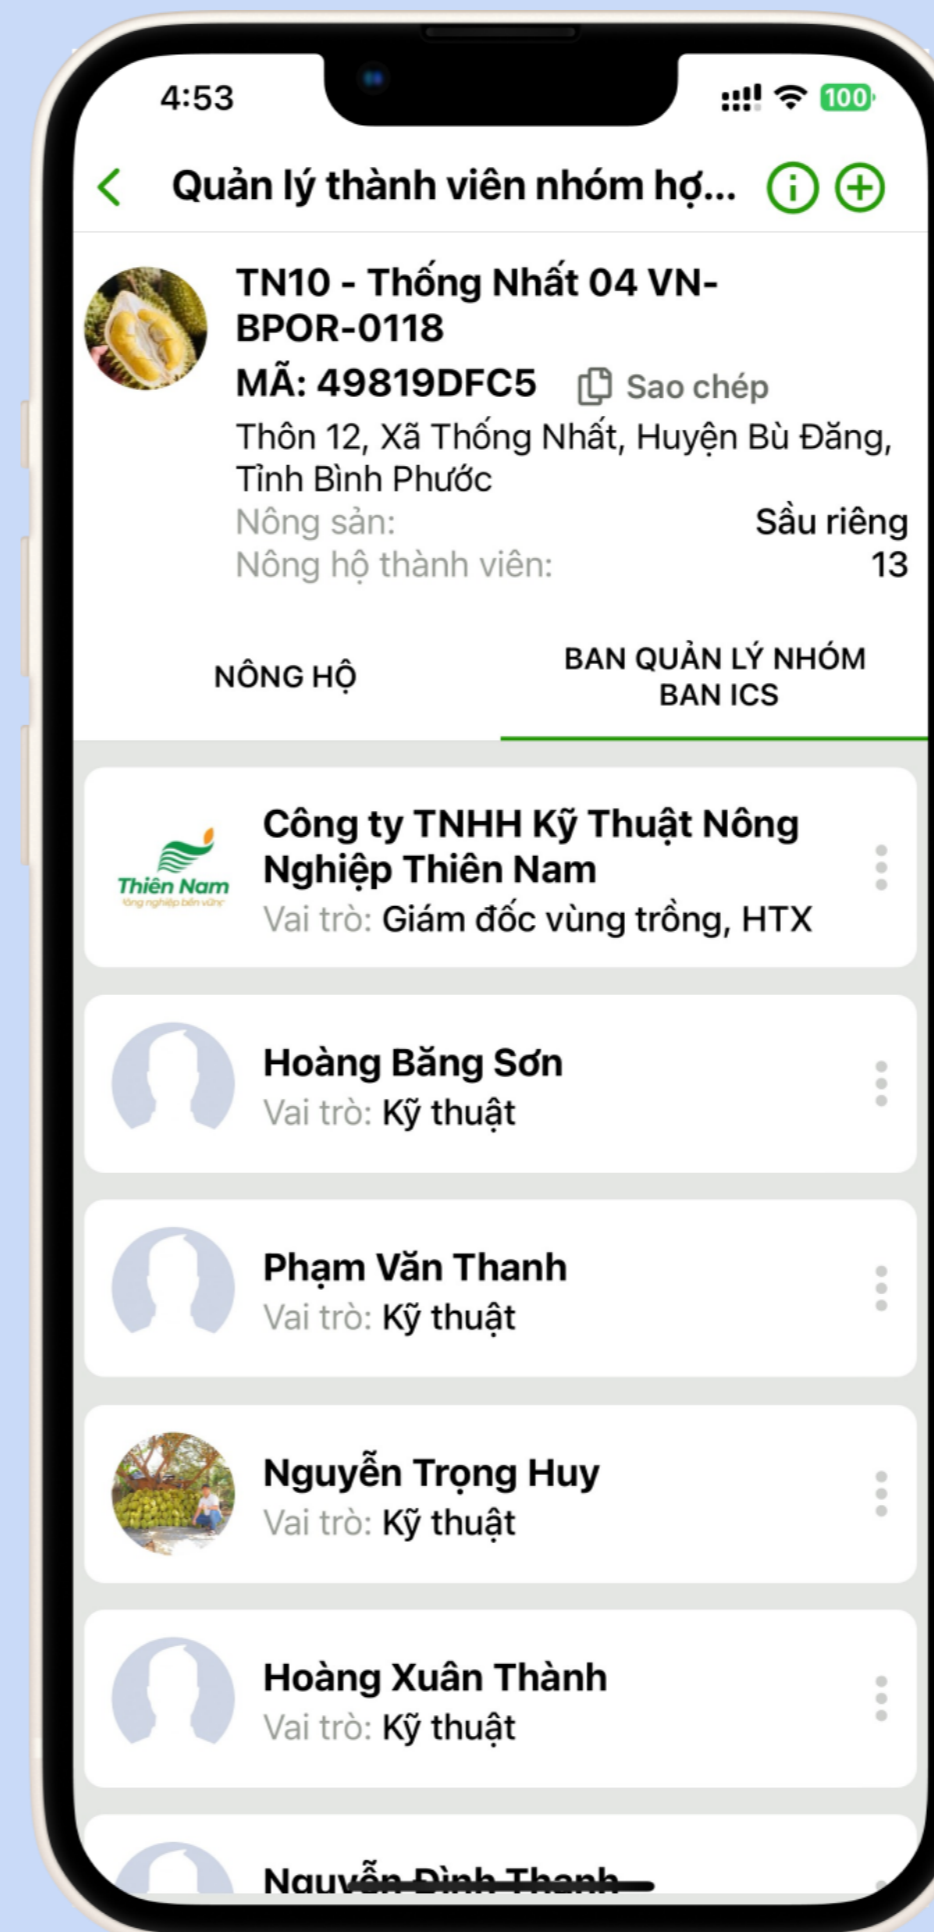 4:53
100
Quản lý thành viên nhóm hợ...
TN10 - Thống Nhất 04 VN-
BPOR-0118
MÃ: 49819DFC5 Sao chép
Thôn 12, Xã Thống Nhất, Huyện Bù Đăng,
Tỉnh Bình Phước
Nông sản: Sầu riêng
Nông hộ thành viên: 13
NÔNG HỘ
BAN QUẢN LÝ NHÓM
BAN ICS
Thiên Nam
Nông nghiệp bền vững
Công ty TNHH Kỹ Thuật Nông
Nghiệp Thiên Nam
Vai trò: Giám đốc vùng trồng, HTX
Hoàng Băng Sơn
Vai trò: Kỹ thuật
Phạm Văn Thanh
Vai trò: Kỹ thuật
Nguyễn Trọng Huy
Vai trò: Kỹ thuật
Hoàng Xuân Thành
Vai trò: Kỹ thuật
Nguyễn Đình Thanh